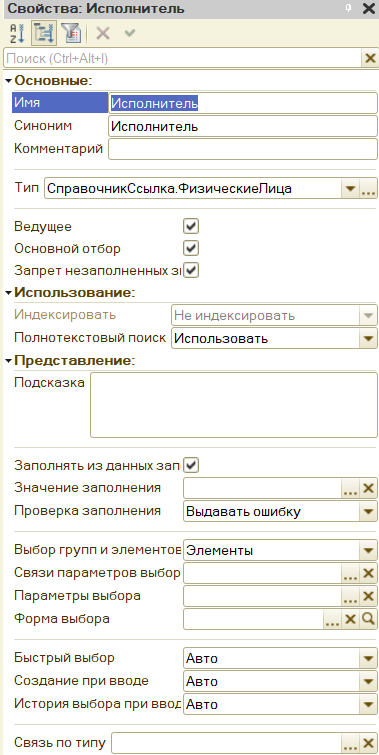 Свойства: Исполнитель
Поиск (Ctrl+Alt+I)
Основные:
Имя Исполнитель
Синоним Исполнитель
Комментарий
Тип СправочникСсылка.ФизическиеЛица
Ведущее
Основной отбор
Запрет незаполненных з
Использование:
Индексировать Не индексировать
Полнотекстовый поиск Использовать
Представление:
Подсказка
Заполнять из данных зап
Значение заполнения
Проверка заполнения Выдавать ошибку
Выбор групп и элементов Элементы
Связи параметров выбор
Параметры выбора
Форма выбора
Быстрый выбор Авто
Создание при вводе Авто
История выбора при ввод Авто
Связь по типу